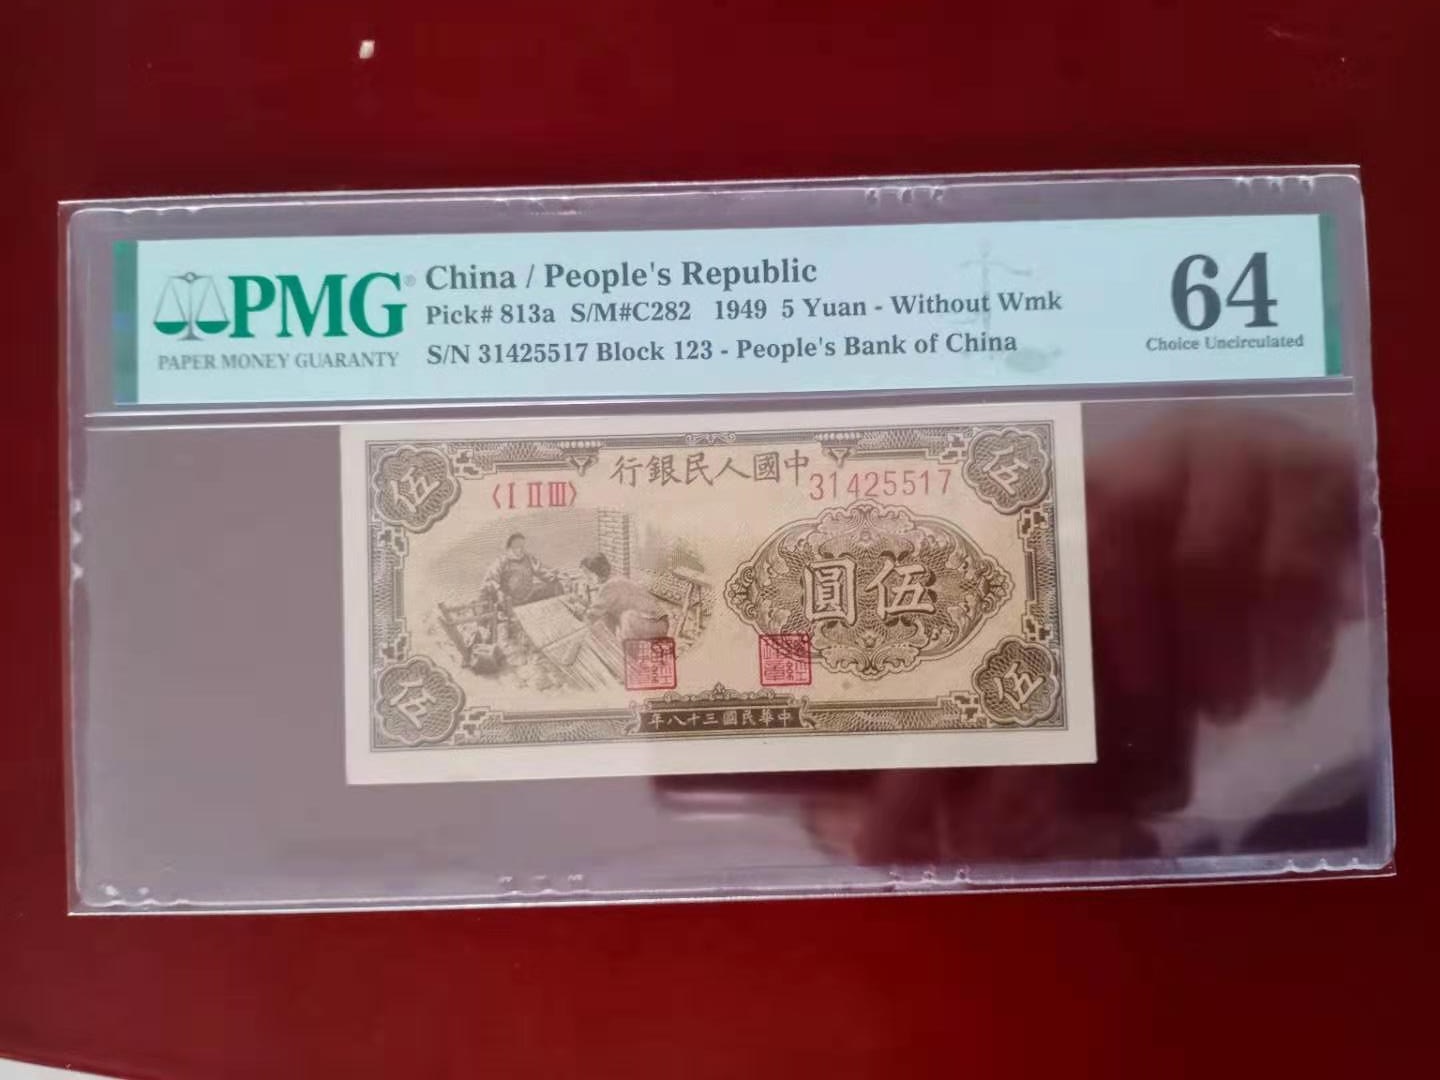 PMG®
PAPER MONEY GUARANTY
China / People's Republic
Pick# 813a S/M#C282 1949 5 Yuan - Without Wmk
S/N 31425517 Block 123 - People's Bank of China
64
Choice Uncirculated
行銀民人國中
〈Ⅰ Ⅱ Ⅲ〉
31425517
伍
伍
圓伍
伍
伍
年八十三國民華中